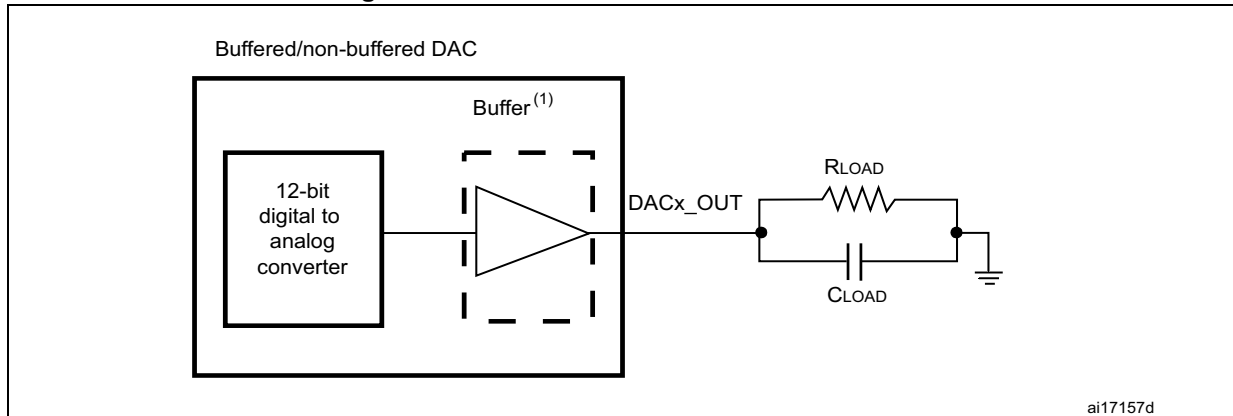 Buffered/non-buffered DAC
Buffer(1)
12-bit
digital to
analog
converter
DACx_OUT
RLOAD
CLOAD
ai17157d